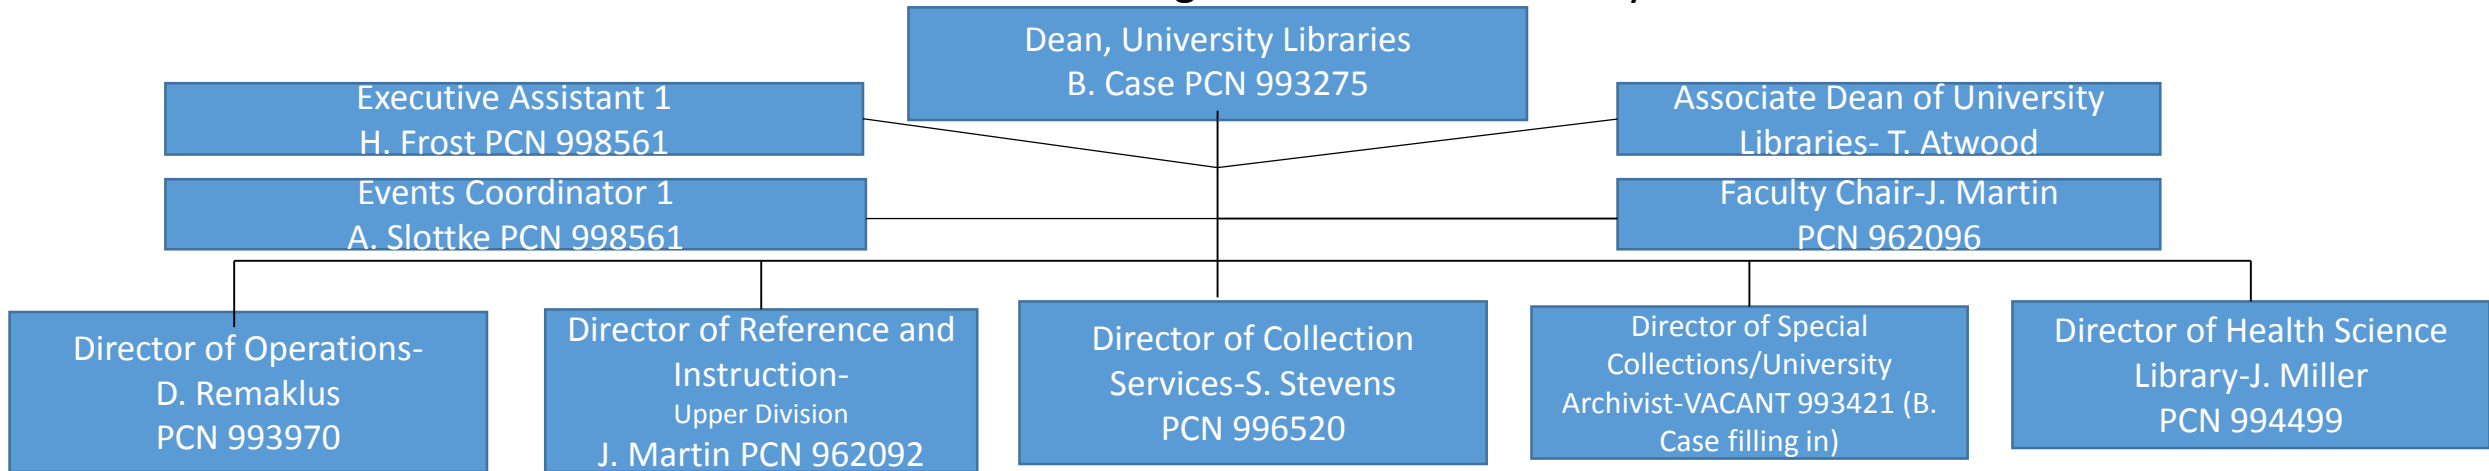 Dean, University Libraries
B. Case PCN 993275
Executive Assistant 1
H. Frost PCN 998561
Associate Dean of University
Libraries- T. Atwood
Events Coordinator 1
A. Slottke PCN 998561
Faculty Chair-J. Martin
PCN 962096
Director of Operations-
D. Remaklus
PCN 993970
Director of Reference and
Instruction-
Upper Division
J. Martin PCN 962092
Director of Collection
Services-S. Stevens
PCN 996520
Director of Special
Collections/University
Archivist-VACANT 993421 (B.
Case filling in)
Director of Health Science
Library-J. Miller
PCN 994499